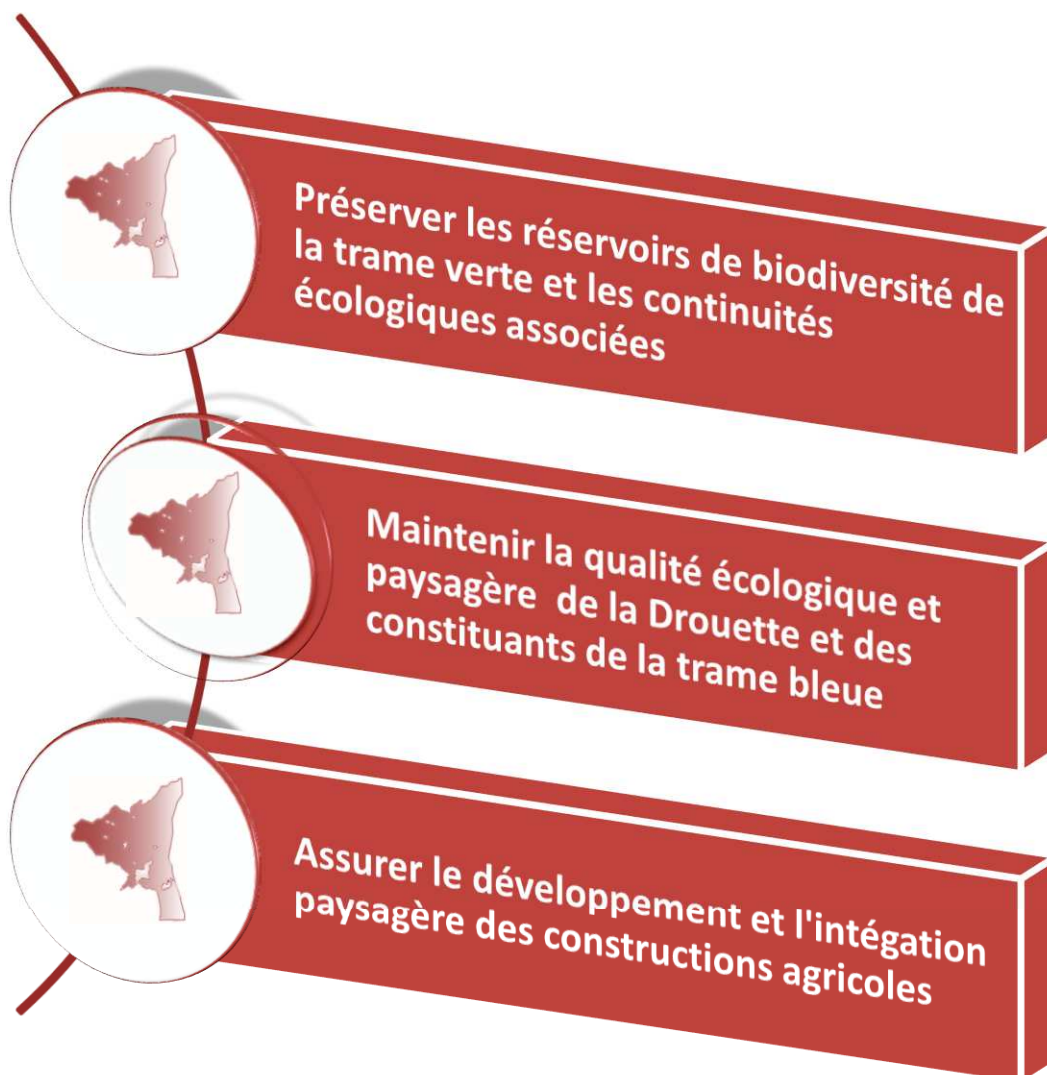 Préserver les réservoirs de biodiversité de
la trame verte et les continuités
écologiques associées
Maintenir la qualité écologique et
paysagère de la Drouette et des
constituants de la trame bleue
Assurer le développement et l'intégation
paysagère des constructions agricoles